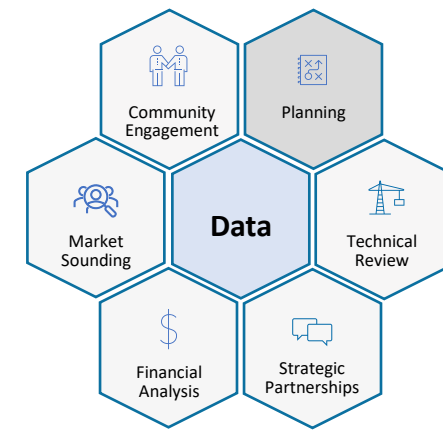 Community
Engagement
Planning
Market
Sounding
Data
Technical
Review
Financial
Analysis
Strategic
Partnerships